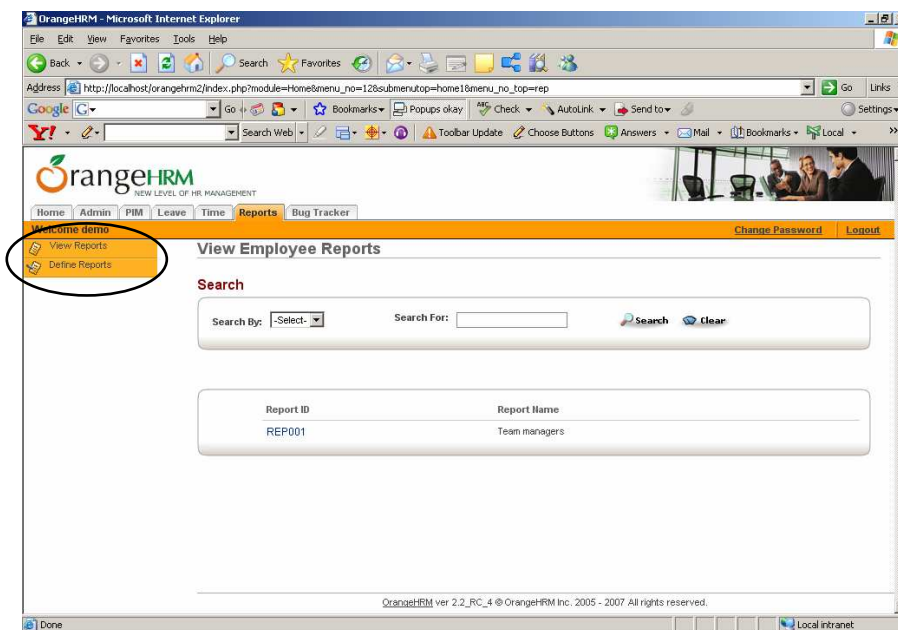 OrangeHRM - Microsoft Internet Explorer
File Edit View Favorites Tools Help
Back Search Favorites
Address http://localhost/orangehrm2/index.php?module=Home&menu_no=12&submenutop=home1&menu_no_top=rep Go Links
Google G Go Bookmarks Popups okay ABC Check AutoLink Send to Settings
Y! Search Web Toolbar Update Choose Buttons Answers Mail Bookmarks Local »
OrangeHRM
NEW LEVEL OF HR MANAGEMENT
Home Admin PIM Leave Time Reports Bug Tracker
Welcome demo Change Password Logout
View Reports
Define Reports
View Employee Reports
Search
Search By: -Select- Search For: Search Clear
Report ID Report Name
REP001 Team managers
OrangeHRM ver 2.2_RC_4 © OrangeHRM Inc. 2005 - 2007 All rights reserved.
Done Local intranet